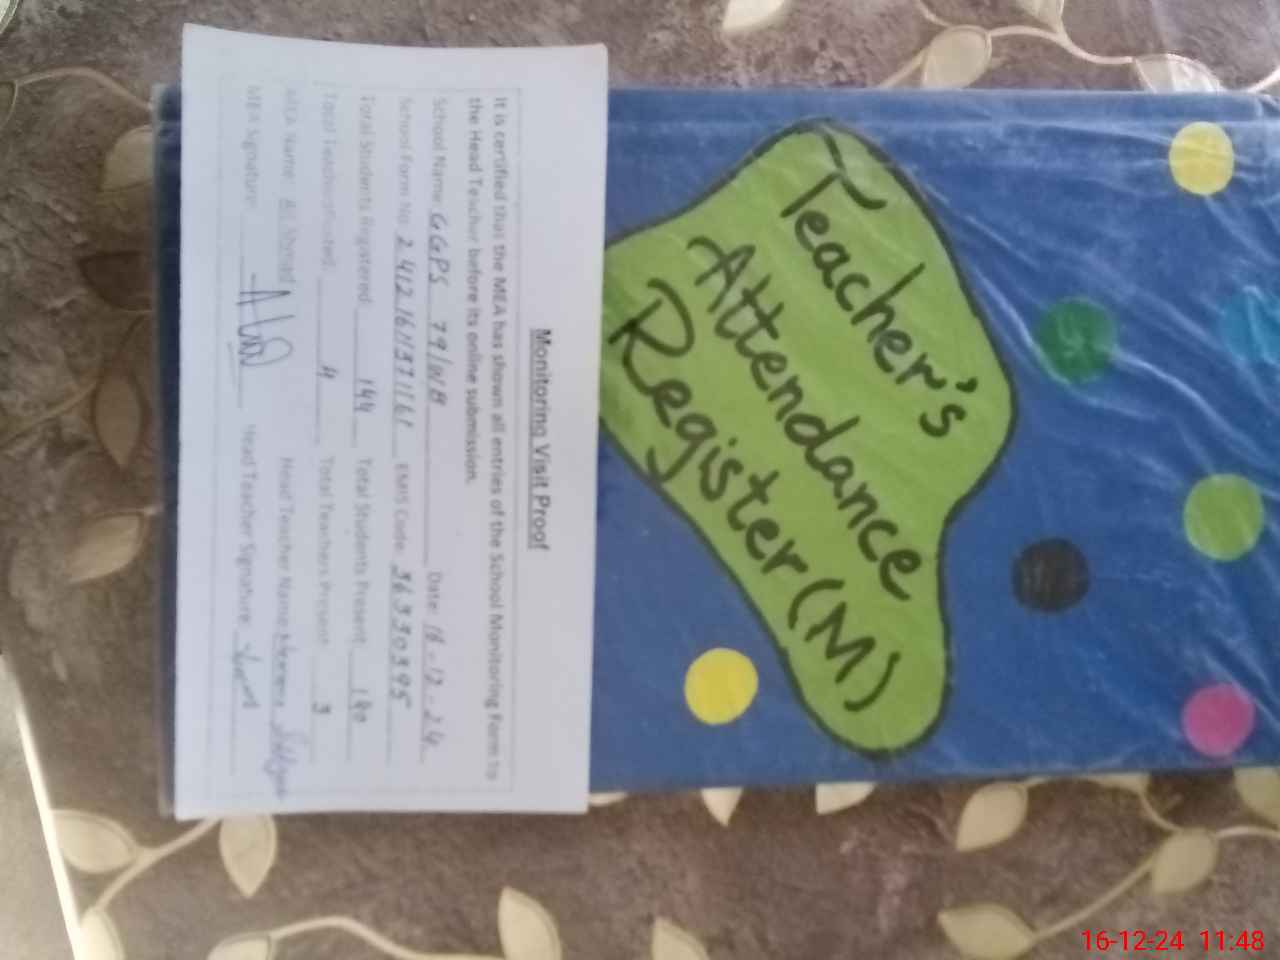 Monitoring Visit Proof
It is certified that the MEA has shown all entries of the School Monitoring Form to
the Head Teacher before its online submission.
School Name: GGPS 79/WB Date: 16-12-24
School Form No: EMIS Code: 36330395
Total Students Registered 144 Total Students Present 140
Total Teachers Posted: 4 Total Teachers Present 3
MEA Name: Ali Ahmad Head Teacher Name:
MEA Signature: Head Teacher Signature:
Teacher's
Attendance
Register (M)
16-12-24 11:48